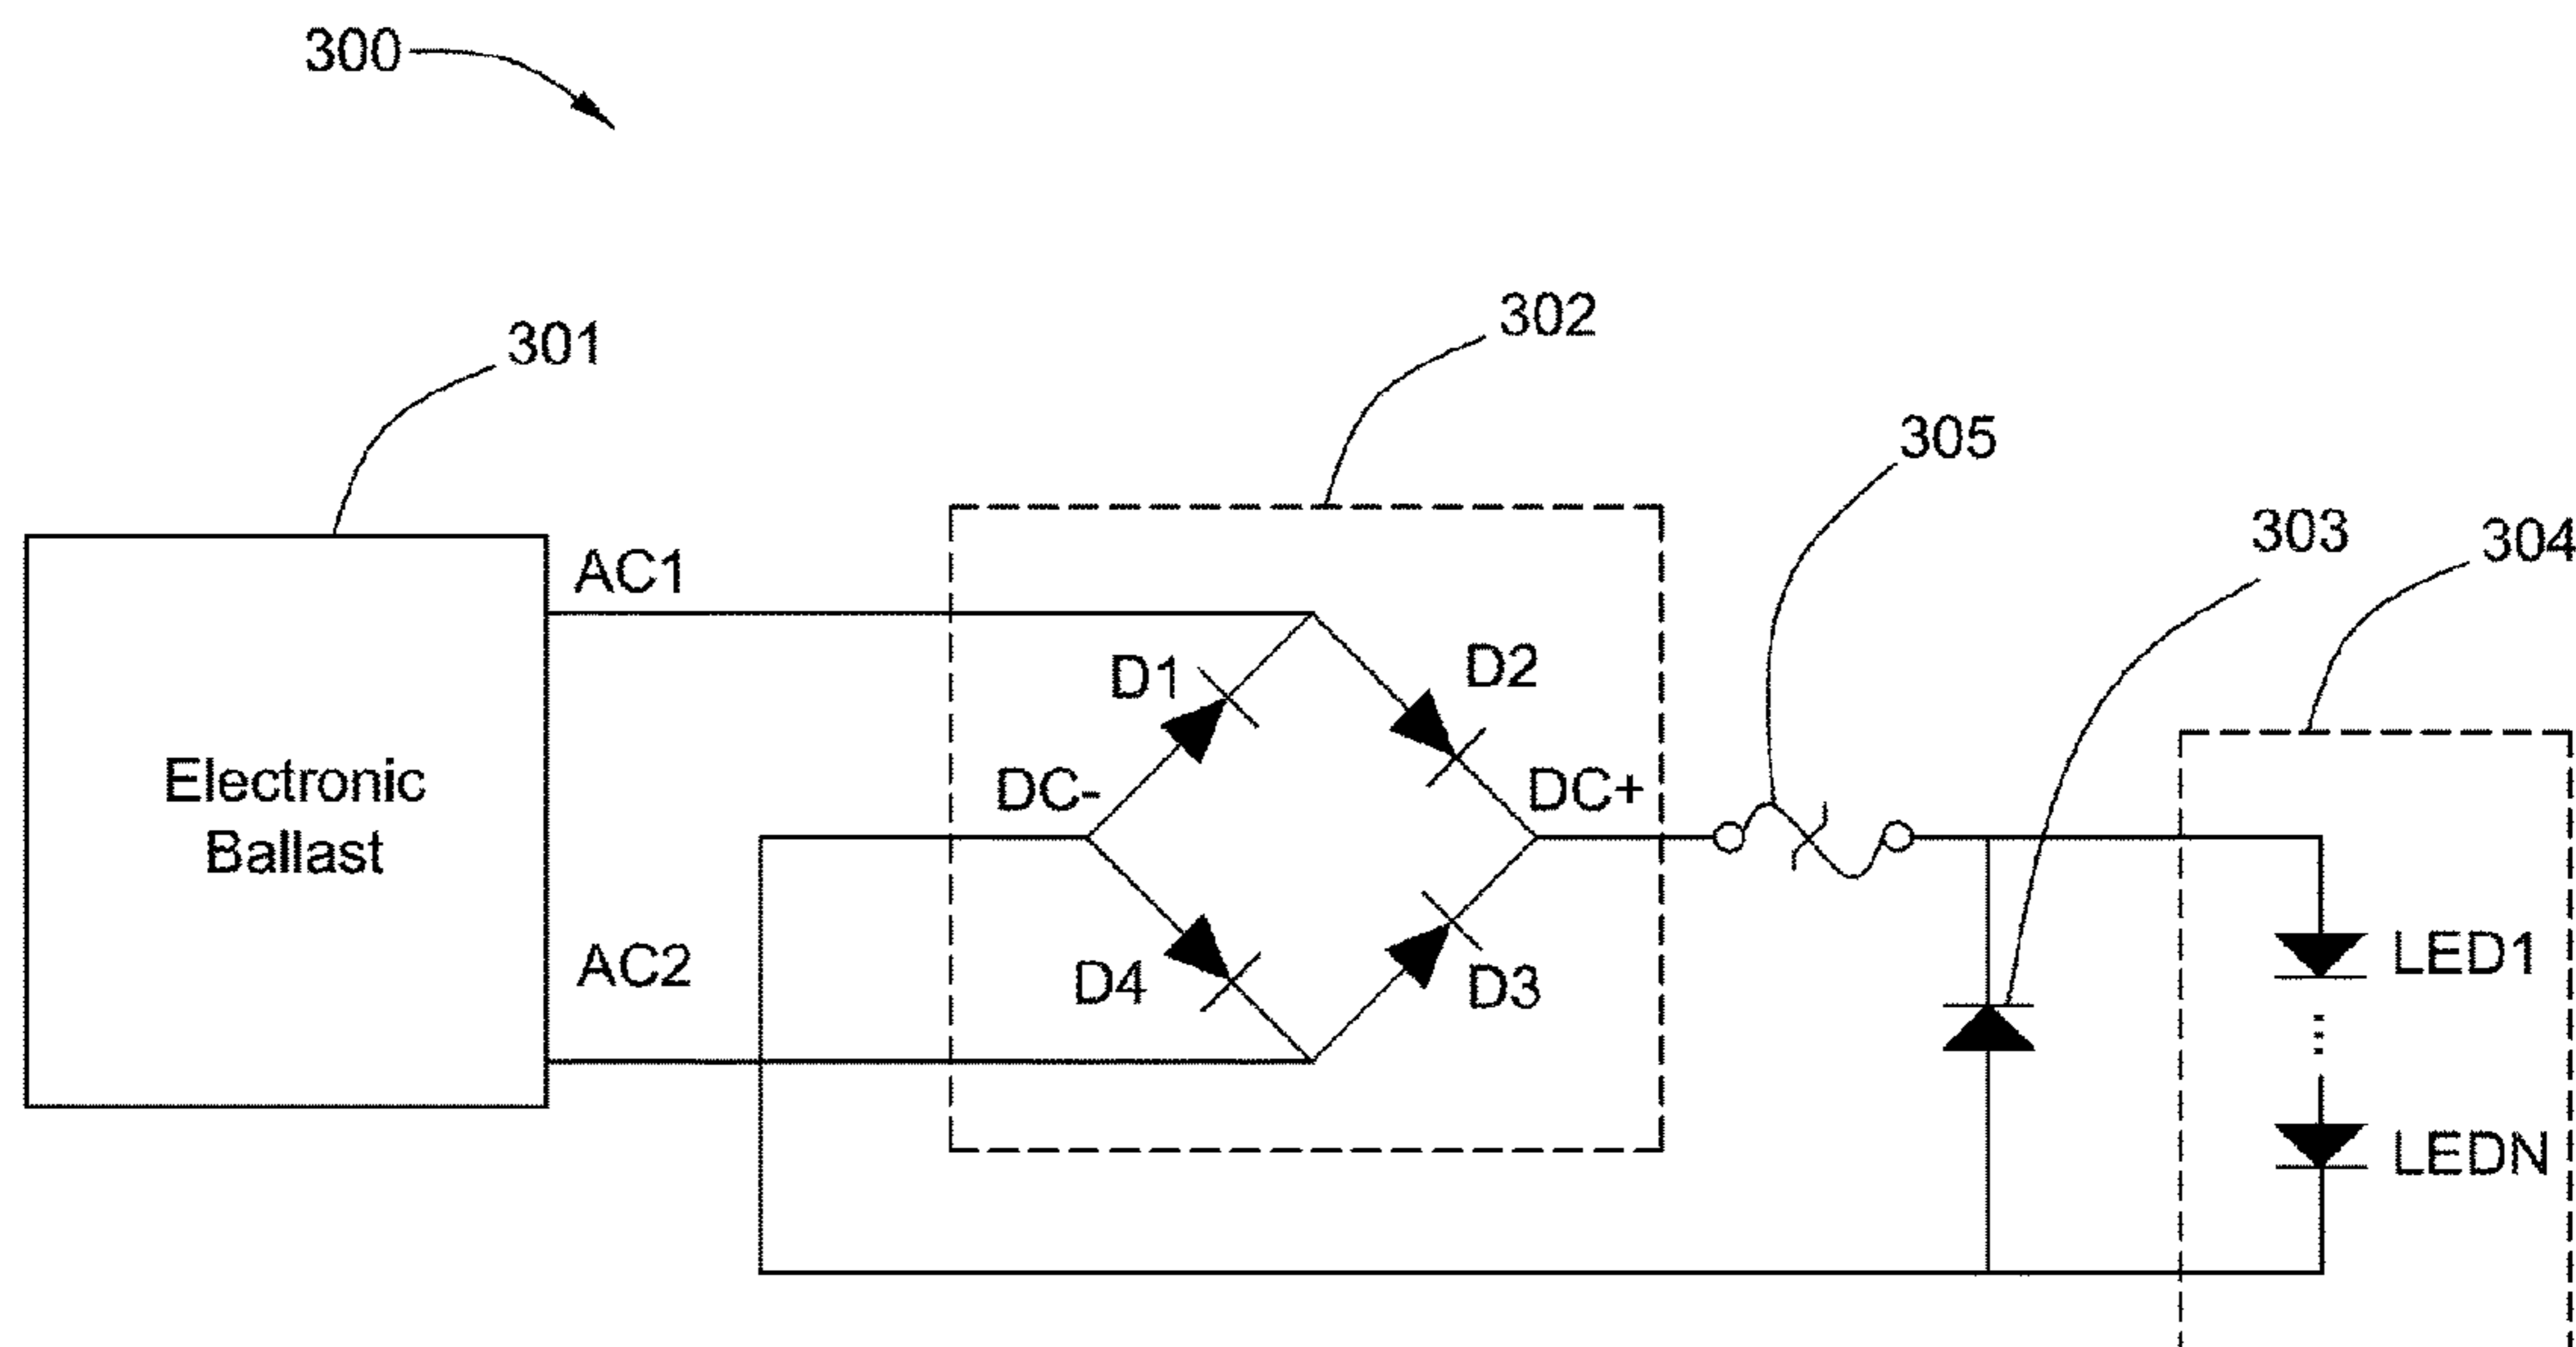 300
301
302
305
303
304
AC1
D1
D2
Electronic
Ballast
DC-
DC+
AC2
D4
D3
LED1
LEDN